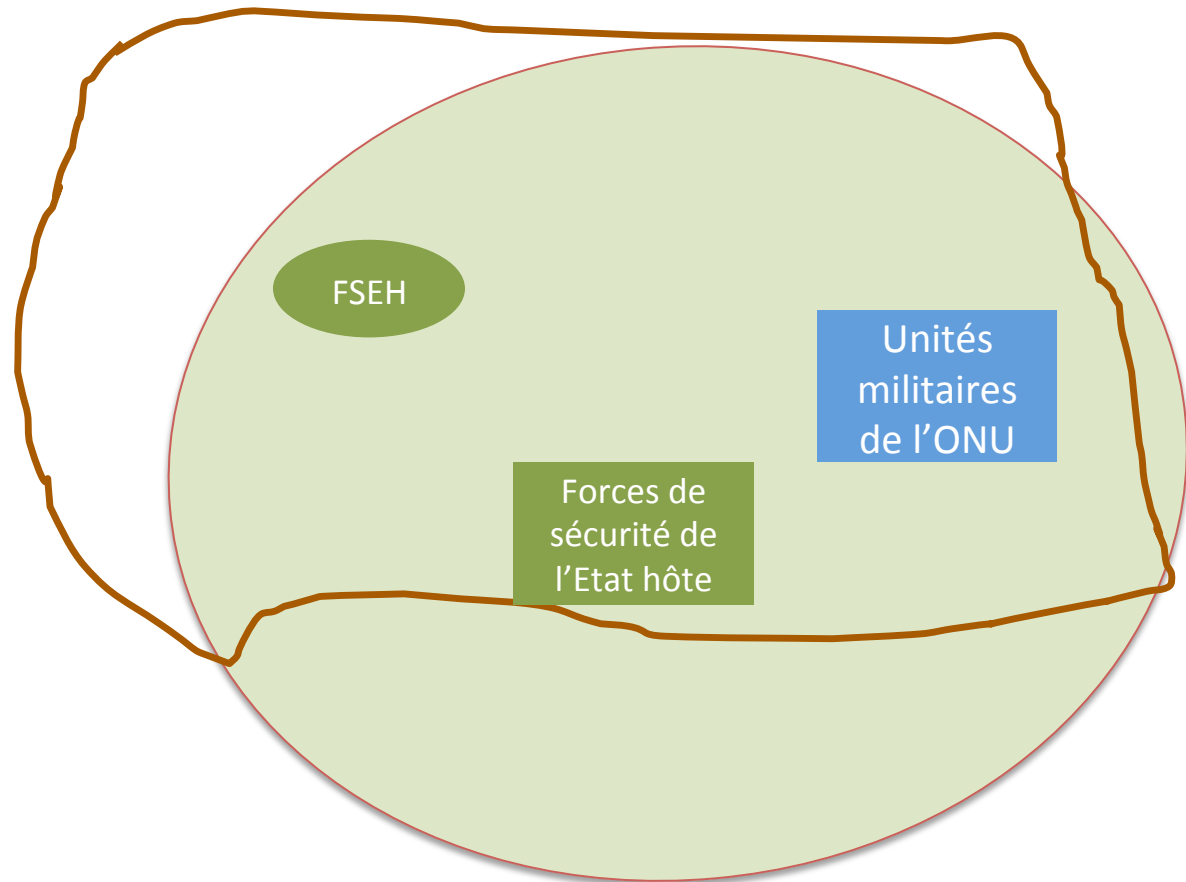 FSEH
Unités
militaires
de l’ONU
Forces de
sécurité de
l’Etat hôte